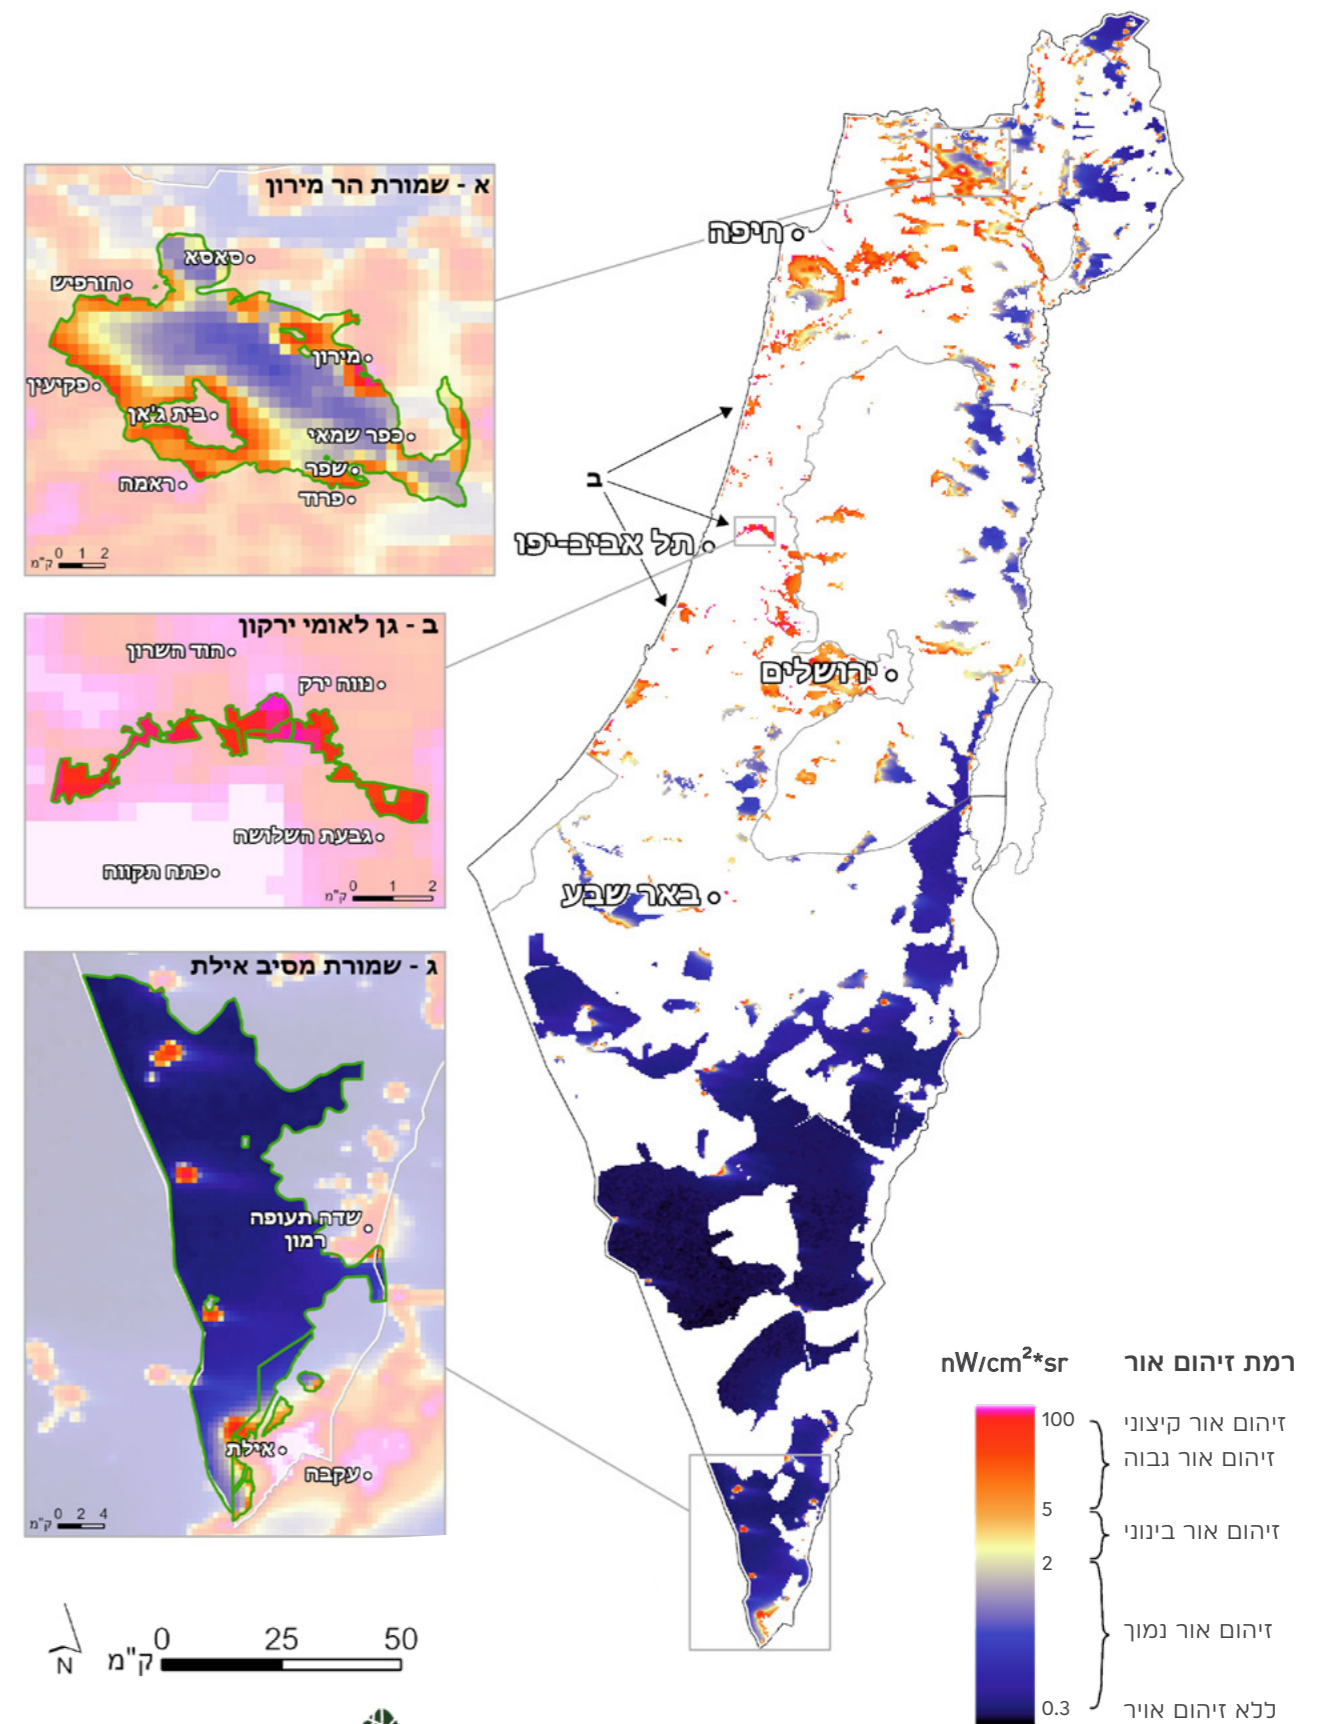 א - שמורת הר מירון
סאסא
חורפיש
מירון
פקיעין
בית ג'אן
כפר שמאי
שפר
ראמח
פרוד
0 1 2
ק"מ
ב - גן לאומי ירקון
הוד השרון
נווה ירק
גבעת השלושה
פתח תקווה
0 1 2
ק"מ
ג - שמורת מסיב אילת
שדה תעופה
רמון
אילת
עקבה
0 2 4
ק"מ
חיפה
ב
תל אביב-יפו
ירושלים
באר שבע
N
0 25 50
ק"מ
רמת זיהום אור nW/cm²*sr
100
זיהום אור קיצוני
זיהום אור גבוה
5
זיהום אור בינוני
2
זיהום אור נמוך
0.3
ללא זיהום אויר